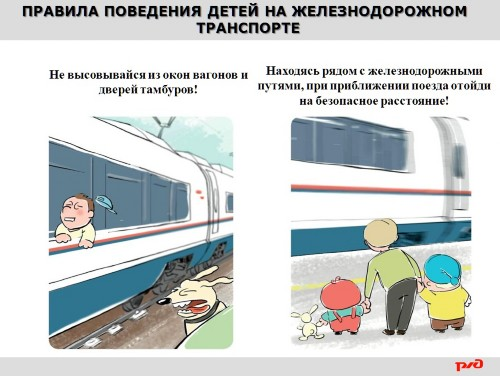 ПРАВИЛА ПОВЕДЕНИЯ ДЕТЕЙ НА ЖЕЛЕЗНОДОРОЖНОМ
ТРАНСПОРТЕ
Не высовывайся из окон вагонов и
дверей тамбуров!
Находясь рядом с железнодорожными
путями, при приближении поезда отойди
на безопасное расстояние!
ржд